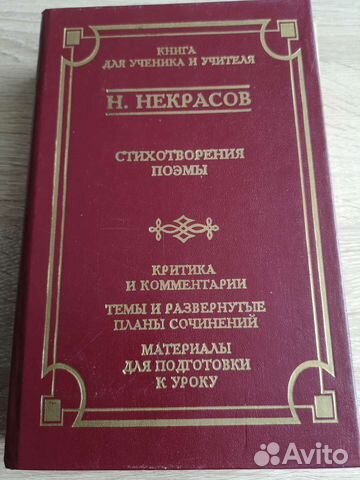 КНИГА
ДЛЯ УЧЕНИКА И УЧИТЕЛЯ
Н. НЕКРАСОВ
СТИХОТВОРЕНИЯ
ПОЭМЫ
КРИТИКА
И КОММЕНТАРИИ
ТЕМЫ И РАЗВЕРНУТЫЕ
ПЛАНЫ СОЧИНЕНИЙ
МАТЕРИАЛЫ
ДЛЯ ПОДГОТОВКИ
К УРОКУ
Avito